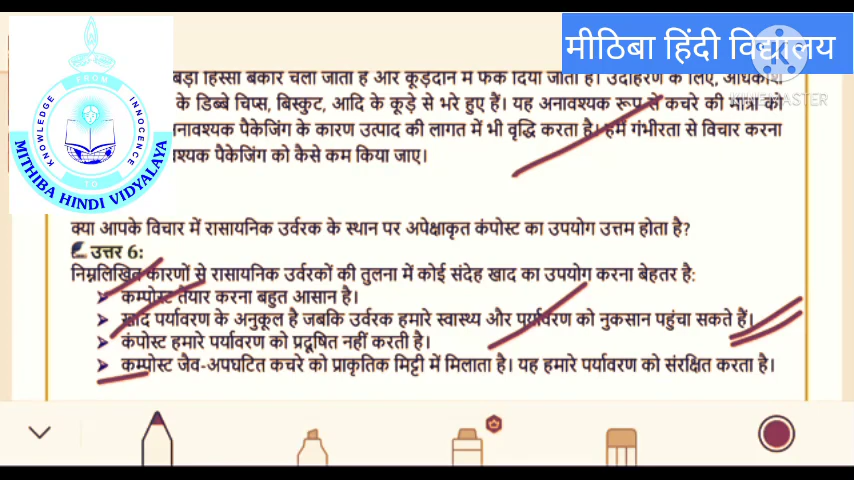 मीठिबा हिंदी विद्यालय
KNOWLEDGE FROM INNOCENCE TO
MITHIBA HINDI VIDYALAYA
बड़ा हिस्सा बेकार चला जाता है और कूड़ेदान में फेंक दिया जाता है। उदाहरण के लिए, अधिकांश
के डिब्बे चिप्स, बिस्कुट, आदि के कूड़े से भरे हुए हैं। यह अनावश्यक रूप से कचरे की मात्रा को
KINEMASTER
अनावश्यक पैकेजिंग के कारण उत्पाद की लागत में भी वृद्धि करता है। हमें गंभीरता से विचार करना
श्यक पैकेजिंग को कैसे कम किया जाए।
क्या आपके विचार में रासायनिक उर्वरक के स्थान पर अपेक्षाकृत कंपोस्ट का उपयोग उत्तम होता है?
उत्तर 6:
निम्नलिखित कारणों से रासायनिक उर्वरकों की तुलना में कोई संदेह खाद का उपयोग करना बेहतर है:
➤ कम्पोस्ट तैयार करना बहुत आसान है।
➤ खाद पर्यावरण के अनुकूल है जबकि उर्वरक हमारे स्वास्थ्य और पर्यावरण को नुकसान पहुंचा सकते हैं।
➤ कंपोस्ट हमारे पर्यावरण को प्रदूषित नहीं करती है।
➤ कम्पोस्ट जैव-अपघटित कचरे को प्राकृतिक मिट्टी में मिलाता है। यह हमारे पर्यावरण को संरक्षित करता है।